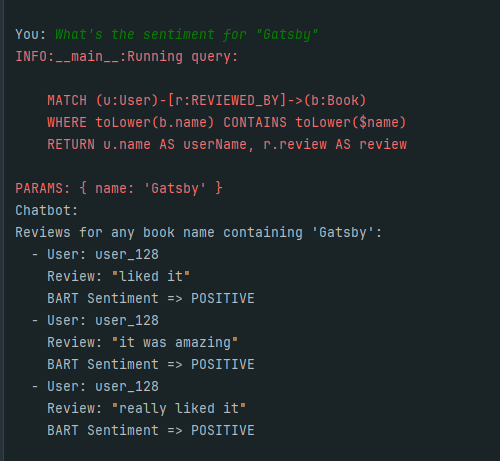 You: What's the sentiment for "Gatsby"
INFO:__main__:Running query:
MATCH (u:User)-[r:REVIEWED_BY]->(b:Book)
WHERE toLower(b.name) CONTAINS toLower($name)
RETURN u.name AS userName, r.review AS review
PARAMS: { name: 'Gatsby' }
Chatbot:
Reviews for any book name containing 'Gatsby':
- User: user_128
Review: "liked it"
BART Sentiment => POSITIVE
- User: user_128
Review: "it was amazing"
BART Sentiment => POSITIVE
- User: user_128
Review: "really liked it"
BART Sentiment => POSITIVE